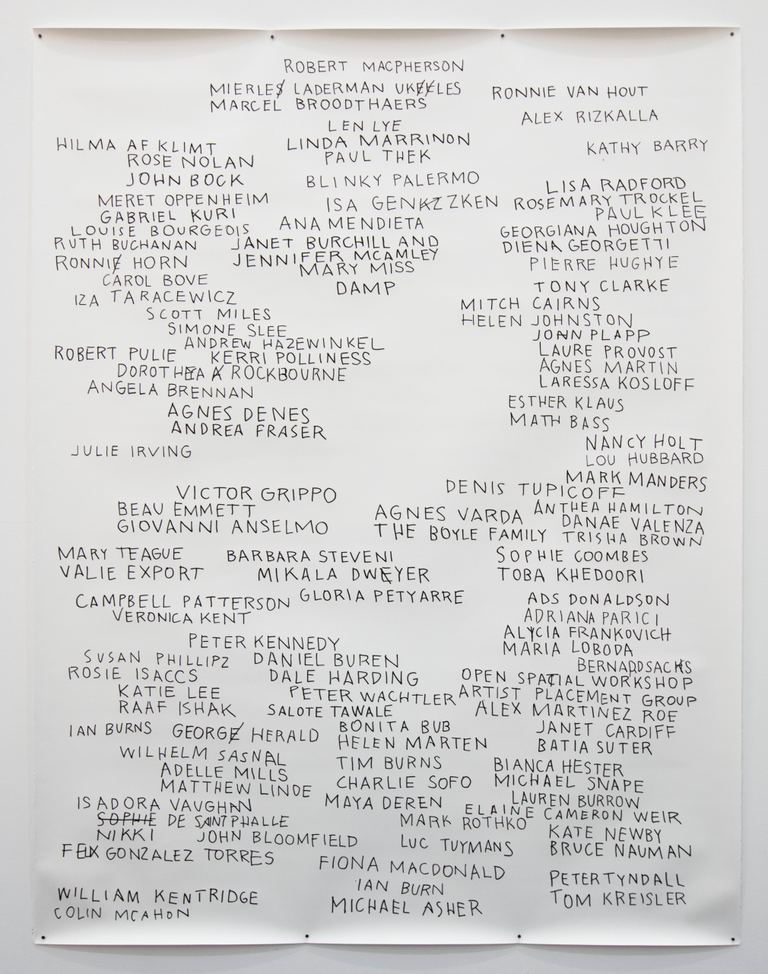 ROBERT MACPHERSON
MIERLES LADERMAN UKELES
RONNIE VAN HOUT
MARCEL BROODTHAERS
ALEX RIZKALLA
LEN LYE
HILMA AF KLIMT
LINDA MARRINON
KATHY BARRY
ROSE NOLAN
PAUL THEK
JOHN BOCK
BLINKY PALERMO
LISA RADFORD
MERET OPPENHEIM
ISA GENKZZKEN
ROSEMARY TROCKEL
GABRIEL KURI
PAUL KLEE
LOUISE BOURGEOIS
ANA MENDIETA
GEORGIANA HOUGHTON
RUTH BUCHANAN
JANET BURCHILL AND
DIENA GEORGETTI
RONNIE HORN
JENNIFER MCAMLEY
PIERRE HUGHYE
MARY MISS
CAROL BOVE
DAMP
TONY CLARKE
IZA TARACEWICZ
MITCH CAIRNS
SCOTT MILES
HELEN JOHNSTON
SIMONE SLEE
JOHN PLAPP
ANDREW HAZEWINKEL
LAURE PROVOST
ROBERT PULIE
KERRI POLLINESS
AGNES MARTIN
DOROTHEA A ROCKBOURNE
LARESSA KOSLOFF
ANGELA BRENNAN
ESTHER KLAUS
AGNES DENES
MATH BASS
ANDREA FRASER
NANCY HOLT
JULIE IRVING
LOU HUBBARD
MARK MANDERS
VICTOR GRIPPO
DENIS TUPICOFF
BEAU EMMETT
AGNES VARDA
ANTHEA HAMILTON
GIOVANNI ANSELMO
THE BOYLE FAMILY
DANAE VALENZA
TRISHA BROWN
MARY TEAGUE
BARBARA STEVENI
SOPHIE COOMBES
VALIE EXPORT
MIKALA DWEYER
TOBA KHEDOORI
CAMPBELL PATTERSON
GLORIA PETYARRE
ADS DONALDSON
VERONICA KENT
ADRIANA PARICI
ALYCIA FRANKOVICH
PETER KENNEDY
MARIA LOBODA
SUSAN PHILLIPZ
DANIEL BUREN
BERNARDSACHS
ROSIE ISACCS
DALE HARDING
OPEN SPATIAL WORKSHOP
KATIE LEE
PETER WACHTLER
ARTIST PLACEMENT GROUP
RAAF ISHAK
SALOTE TAWALE
ALEX MARTINEZ ROE
IAN BURNS
GEORGE HERALD
BONITA BUB
JANET CARDIFF
HELEN MARTEN
BATIA SUTER
WILHELM SASNAL
TIM BURNS
BIANCA HESTER
ADELLE MILLS
CHARLIE SOFO
MICHAEL SNAPE
MATTHEW LINDE
ISADORA VAUGHAN
MAYA DEREN
LAUREN BURROW
ELAINE CAMERON WEIR
SOPHIE DE SAINTPHALLE
MARK ROTHKO
NIKKI
JOHN BLOOMFIELD
KATE NEWBY
LUC TUYMANS
BRUCE NAUMAN
FELIX GONZALEZ TORRES
FIONA MACDONALD
PETER TYNDALL
WILLIAM KENTRIDGE
IAN BURN
TOM KREISLER
COLIN MCAHON
MICHAEL ASHER